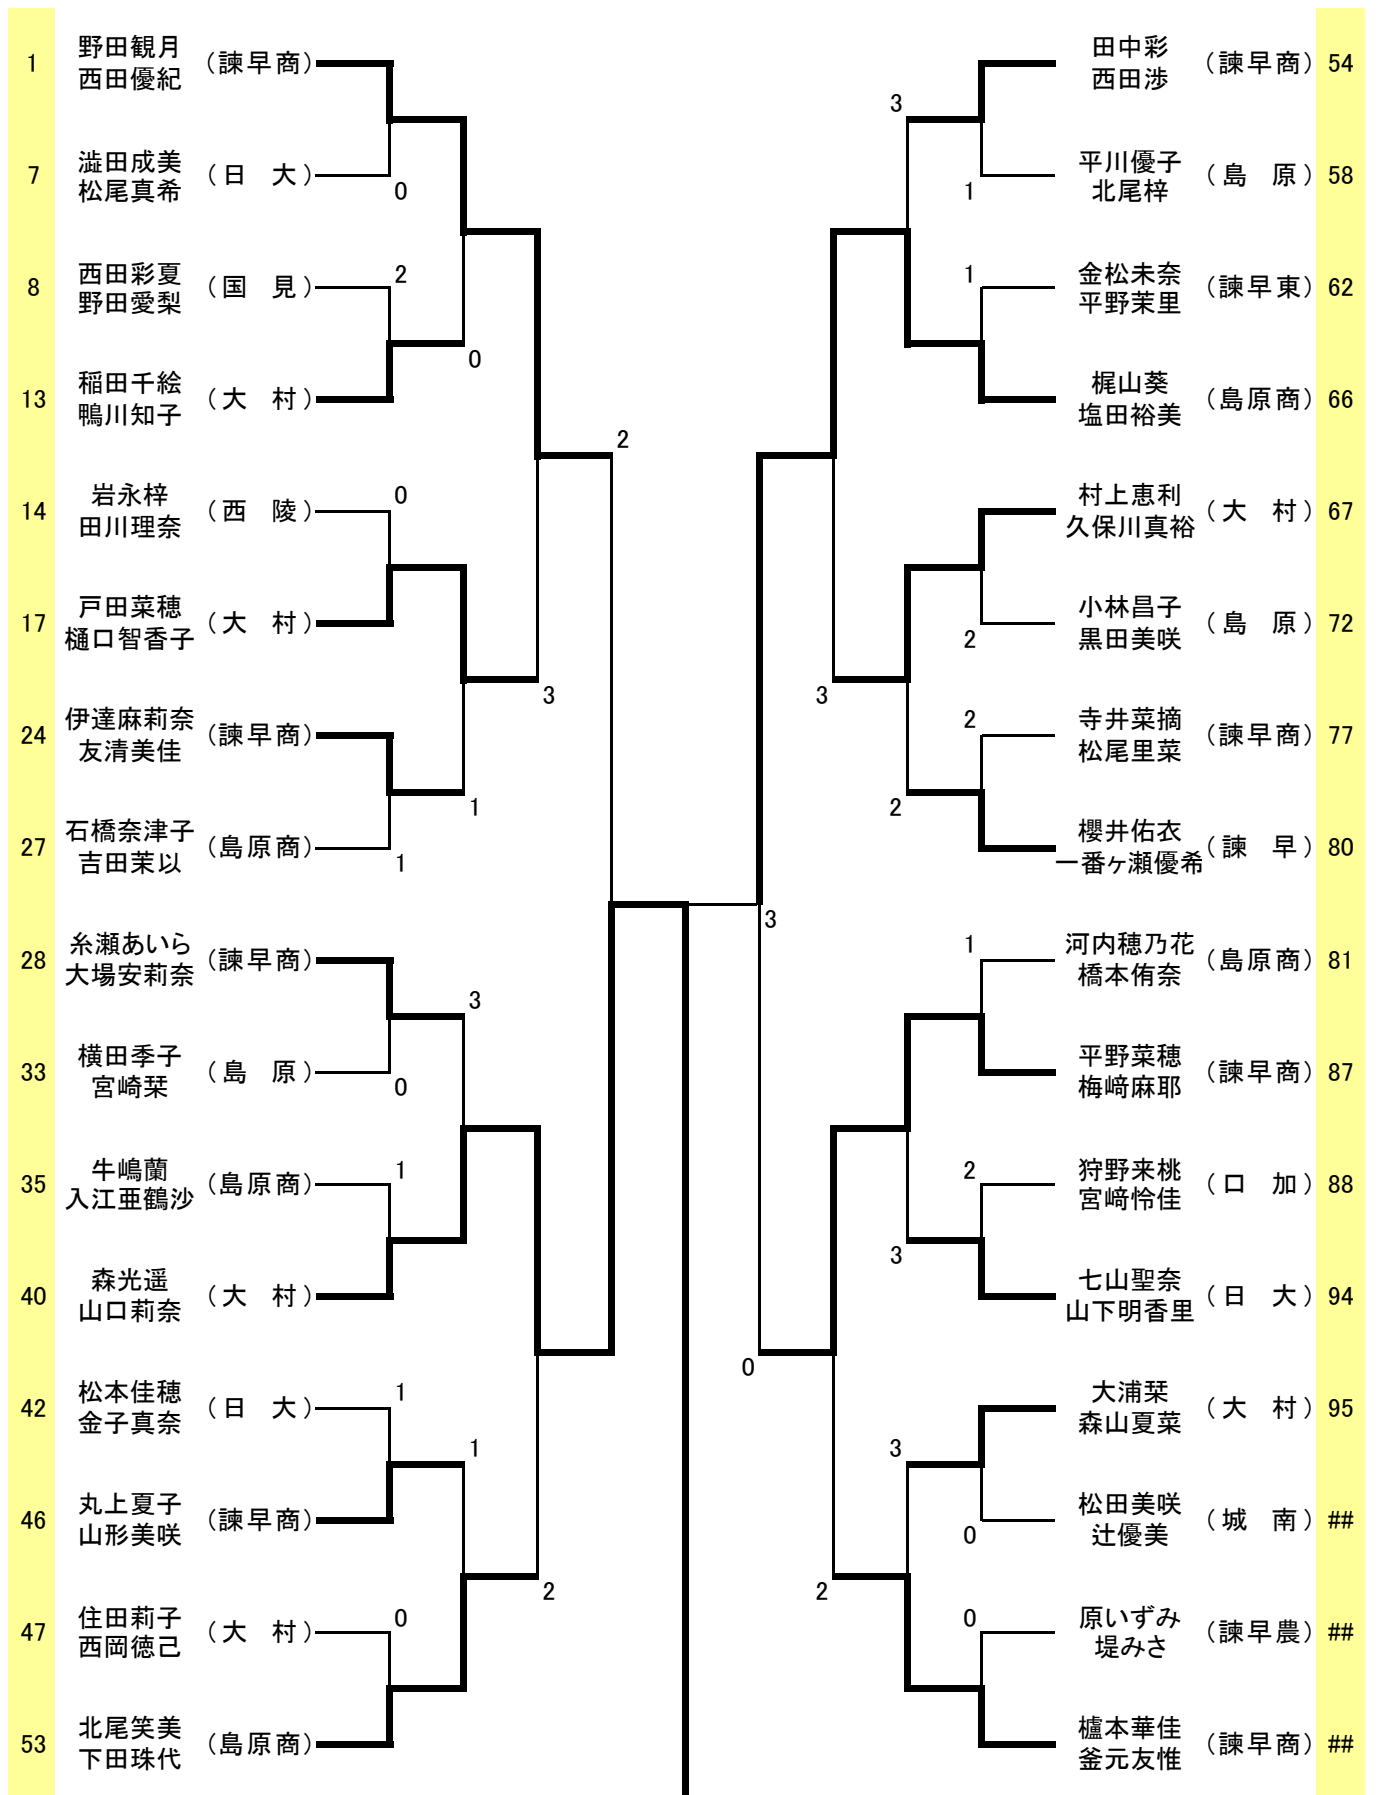 1 野田観月 西田優紀 (諫早商)
7 澁田成美 松尾真希 (日 大) 0
8 西田彩夏 野田愛梨 (国 見) 2
0
13 稲田千絵 鴨川知子 (大 村)
2
14 岩永梓 田川理奈 (西 陵) 0
17 戸田菜穂 樋口智香子 (大 村)
3
24 伊達麻莉奈 友清美佳 (諫早商)
1
27 石橋奈津子 吉田茉以 (島原商) 1
28 糸瀬あいら 大場安莉奈 (諫早商)
3
33 横田季子 宮崎栞 (島 原) 0
35 牛嶋蘭 入江亜鶴沙 (島原商) 1
40 森光遥 山口莉奈 (大 村)
42 松本佳穂 金子真奈 (日 大) 1
1
46 丸上夏子 山形美咲 (諫早商)
2
47 住田莉子 西岡徳己 (大 村) 0
53 北尾笑美 下田珠代 (島原商)
田中彩 西田渉 (諫早商) 54
3
1 平川優子 北尾梓 (島 原) 58
1 金松未奈 平野茉里 (諫早東) 62
梶山葵 塩田裕美 (島原商) 66
村上恵利 久保川真裕 (大 村) 67
2 小林昌子 黒田美咲 (島 原) 72
3
2 寺井菜摘 松尾里菜 (諫早商) 77
2
櫻井佑衣 一番ヶ瀬優希 (諫 早) 80
3
1 河内穂乃花 橋本侑奈 (島原商) 81
平野菜穂 梅﨑麻耶 (諫早商) 87
2 狩野来桃 宮﨑怜佳 (口 加) 88
3
七山聖奈 山下明香里 (日 大) 94
0
大浦栞 森山夏菜 (大 村) 95
3
0 松田美咲 辻優美 (城 南) ##
2
0 原いずみ 堤みさ (諫早農) ##
櫨本華佳 釜元友惟 (諫早商) ##